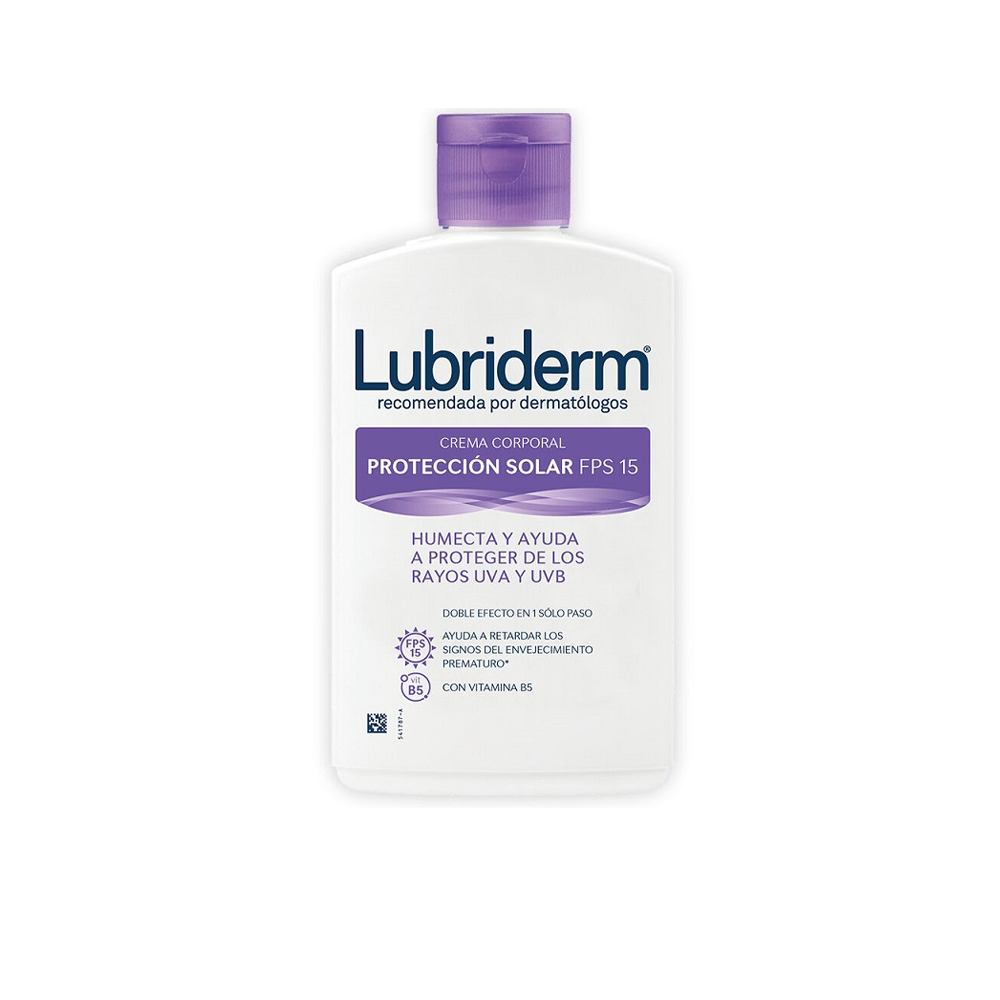 Lubriderm®
recomendada por dermatólogos
CREMA CORPORAL
PROTECCIÓN SOLAR FPS 15
HUMECTA Y AYUDA
A PROTEGER DE LOS
RAYOS UVA Y UVB
DOBLE EFECTO EN 1 SÓLO PASO
FPS
15
AYUDA A RETARDAR LOS
SIGNOS DEL ENVEJECIMIENTO
PREMATURO*
vit
B5
CON VITAMINA B5
541787-A